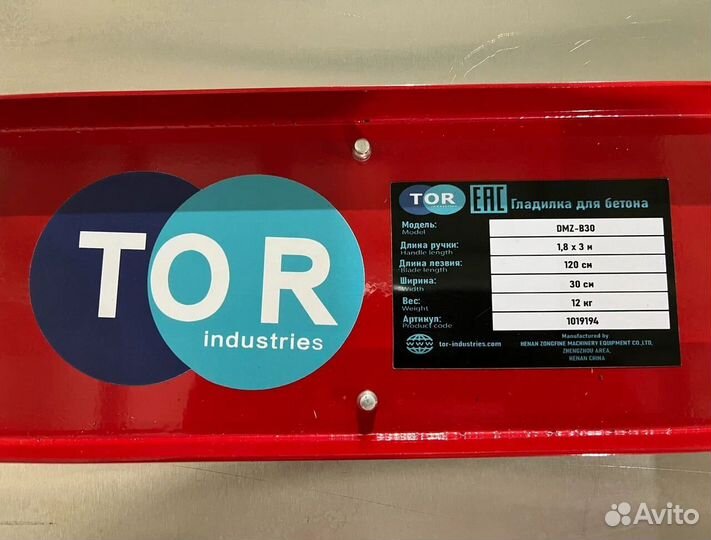 TOR
industries
TOR
industries
EAC
Гладилка для бетона
Модель: DMZ-B30
Model
Длина ручки: 1,8 x 3 м
Handle length
Длина лезвия: 120 см
Blade length
Ширина: 30 см
Width
Вес: 12 кг
Weight
Артикул: 1019194
Product code
tor-industries.com
Manufactured by
HENAN ZONGFINE MACHINERY EQUIPMENT CO.,LTD,
ZHENGZHOU AREA,
HENAN CHINA
Avito